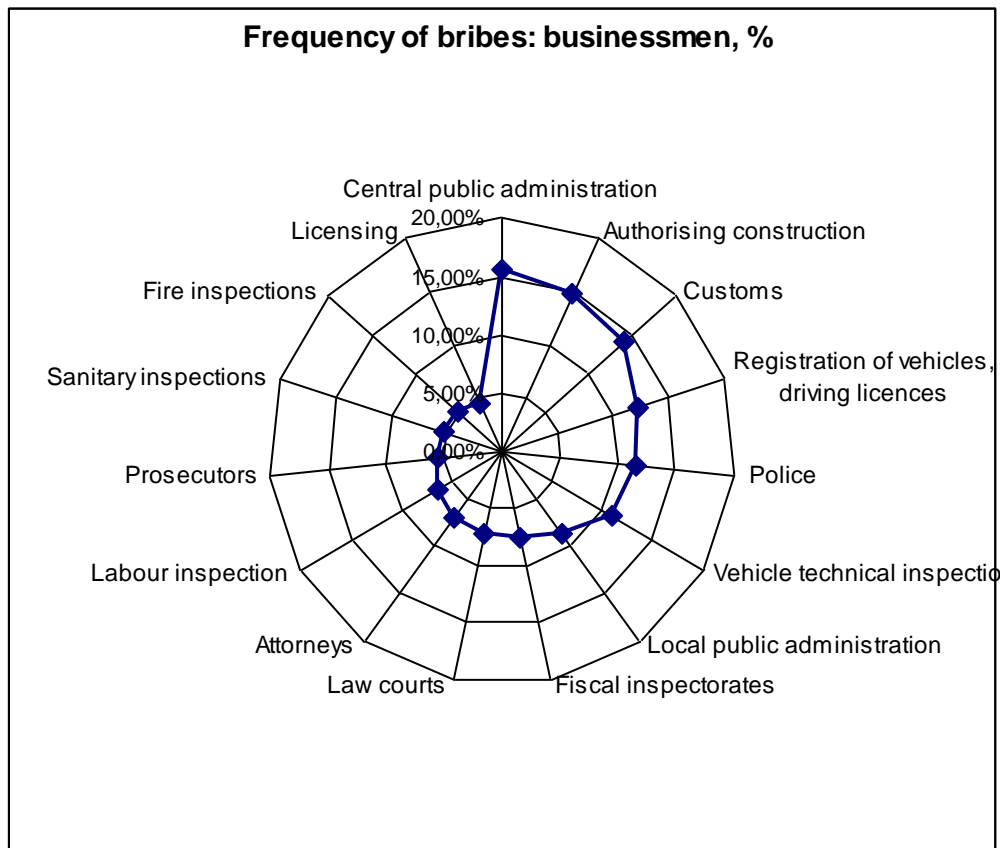 Frequency of bribes: businessmen, %
Central public administration
20,00%
15,00%
10,00%
5,00%
0,00%
Authorising construction
Customs
Registration of vehicles,
driving licences
Police
Vehicle technical inspectio
Local public administration
Fiscal inspectorates
Law courts
Attorneys
Labour inspection
Prosecutors
Sanitary inspections
Fire inspections
Licensing